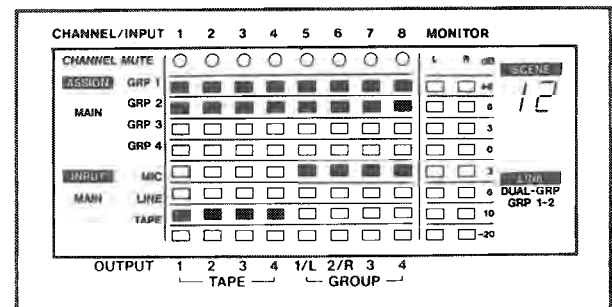 CHANNEL/INPUT 1 2 3 4 5 6 7 8 MONITOR
CHANNEL MUTE L R dB
SCENE
ASSIGN GRP 1 +9
12
MAIN GRP 2 6
GRP 3 3
GRP 4 0
INPUT MIC 3
LINK
MAIN LINE 6 DUAL-GRP
GRP 1-2
TAPE 10
-20
OUTPUT 1 2 3 4 1/L 2/R 3 4
TAPE GROUP